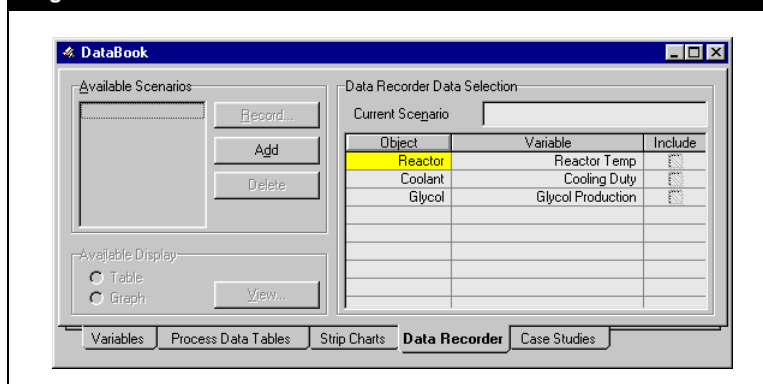 DataBook
Available Scenarios
Record...
Add
Delete
Available Display
Table
Graph
View...
Data Recorder Data Selection
Current Scenario
Object Variable Include
Reactor Reactor Temp
Coolant Cooling Duty
Glycol Glycol Production
Variables Process Data Tables Strip Charts Data Recorder Case Studies